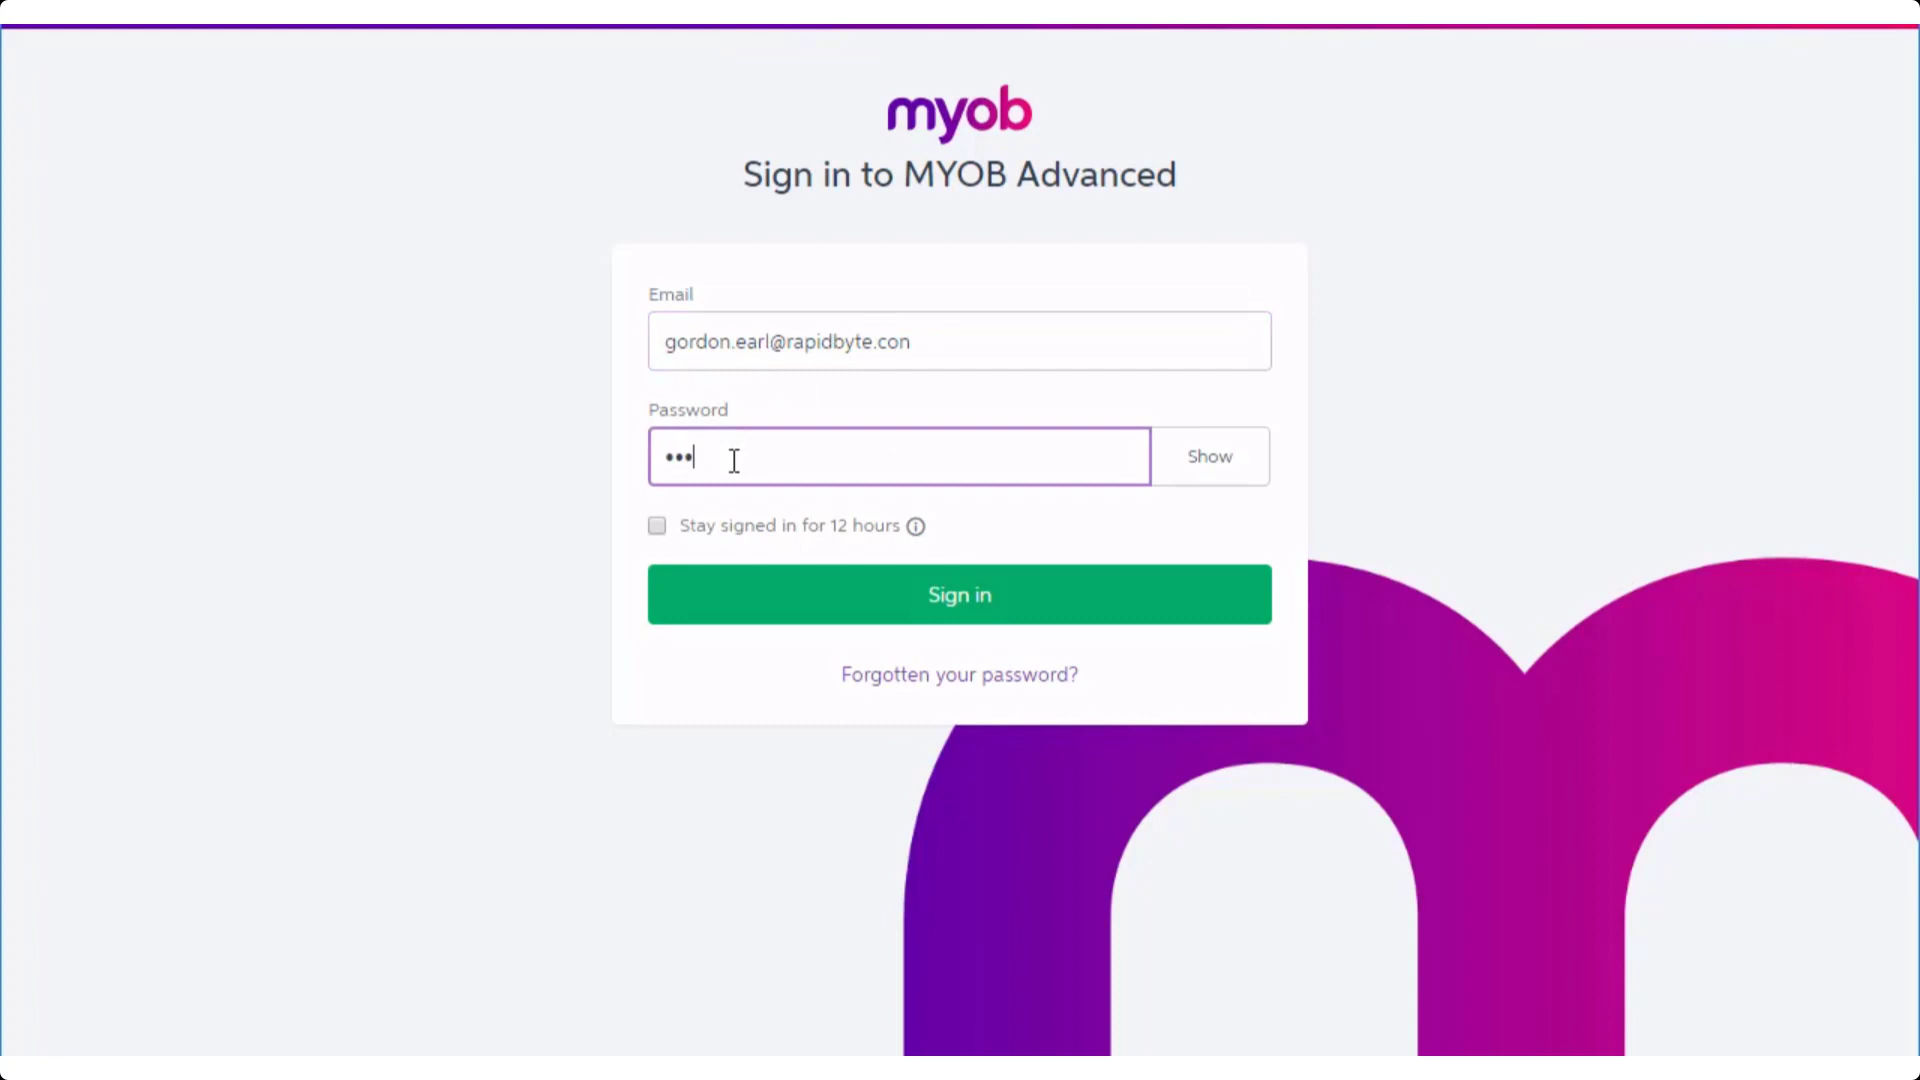 myob
Sign in to MYOB Advanced
Email
gordon.earl@rapidbyte.con
Password
•••
Show
Stay signed in for 12 hours
Sign in
Forgotten your password?